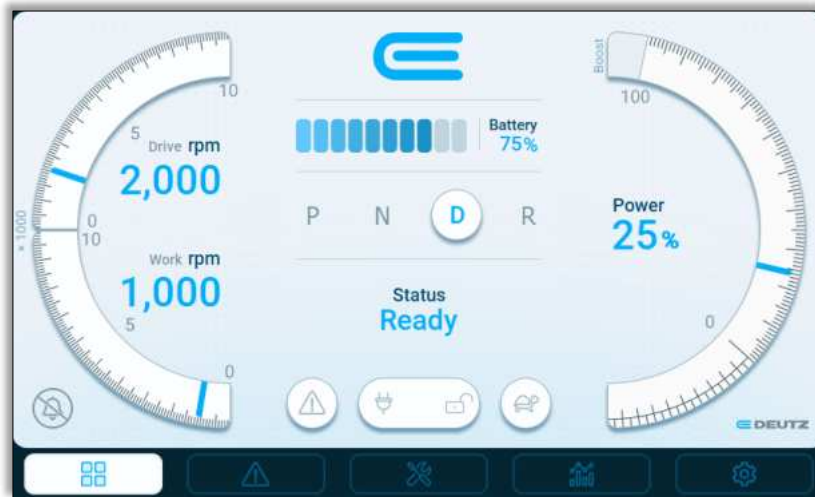 10
5
Drive rpm
2,000
0
× 1000
10
Work rpm
1,000
5
0
Battery
75%
P N D R
Status
Ready
Boost
100
Power
25%
0
DEUTZ